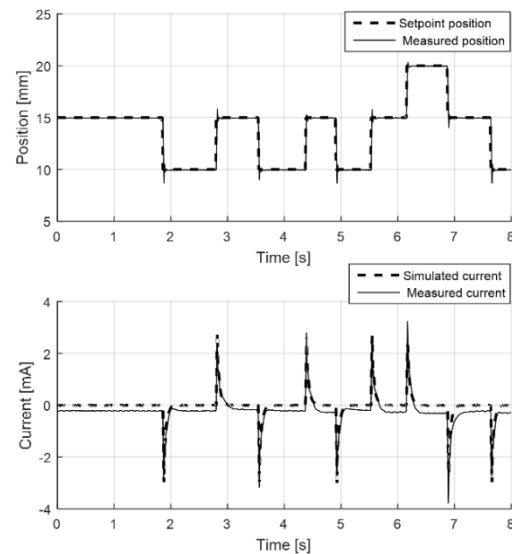 Setpoint position
Measured position
Position [mm]
25
20
15
10
5
0 1 2 3 4 5 6 7 8
Time [s]
Simulated current
Measured current
Current [mA]
4
2
0
-2
-4
0 1 2 3 4 5 6 7 8
Time [s]